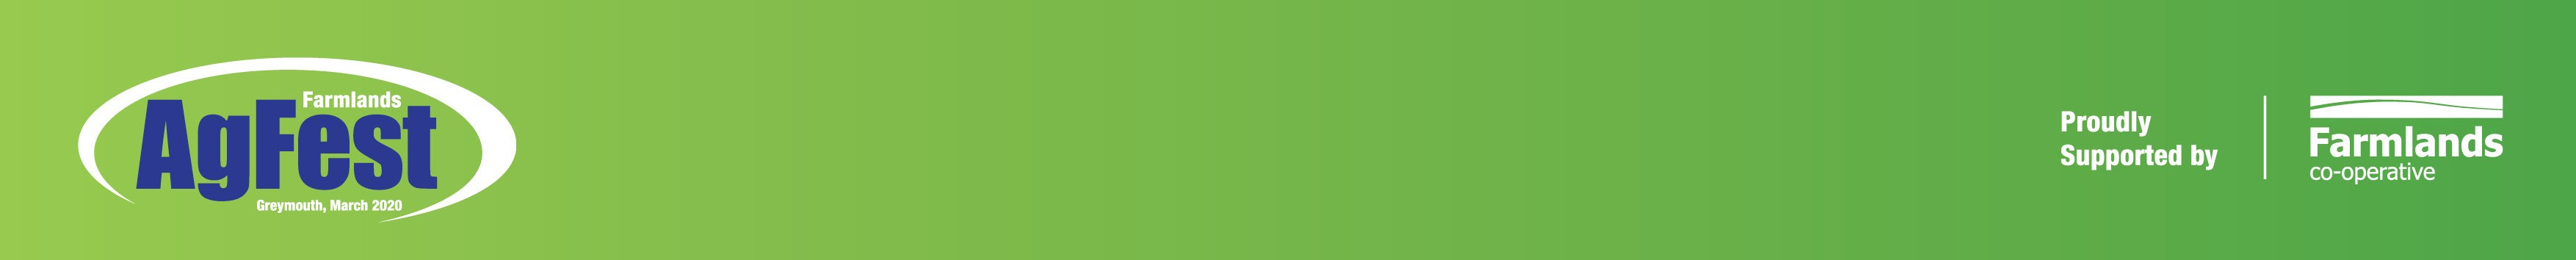 Farmlands
AgFest
Greymouth, March 2020
Proudly
Supported by
Farmlands
co-operative